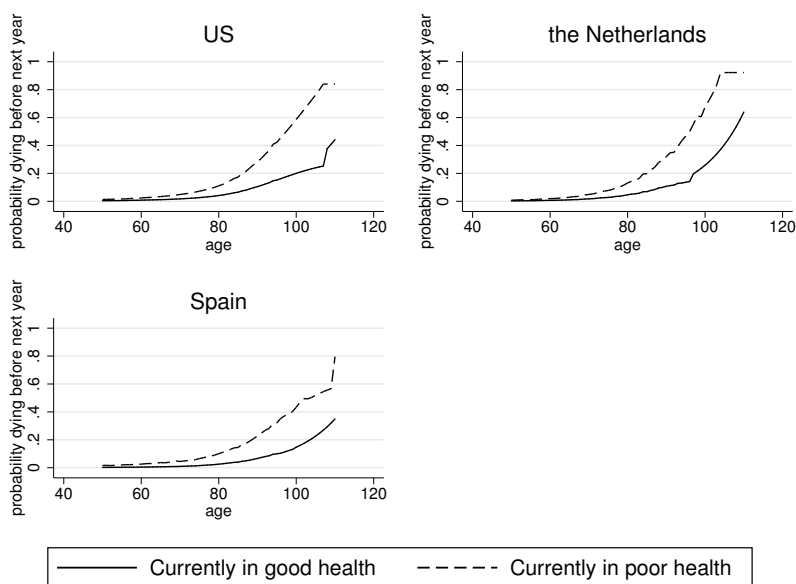 US
probability dying before next year
0 .2 .4 .6 .8 1
40 60 80 100 120
age
the Netherlands
probability dying before next year
0 .2 .4 .6 .8 1
40 60 80 100 120
age
Spain
probability dying before next year
0 .2 .4 .6 .8 1
40 60 80 100 120
age
Currently in good health Currently in poor health